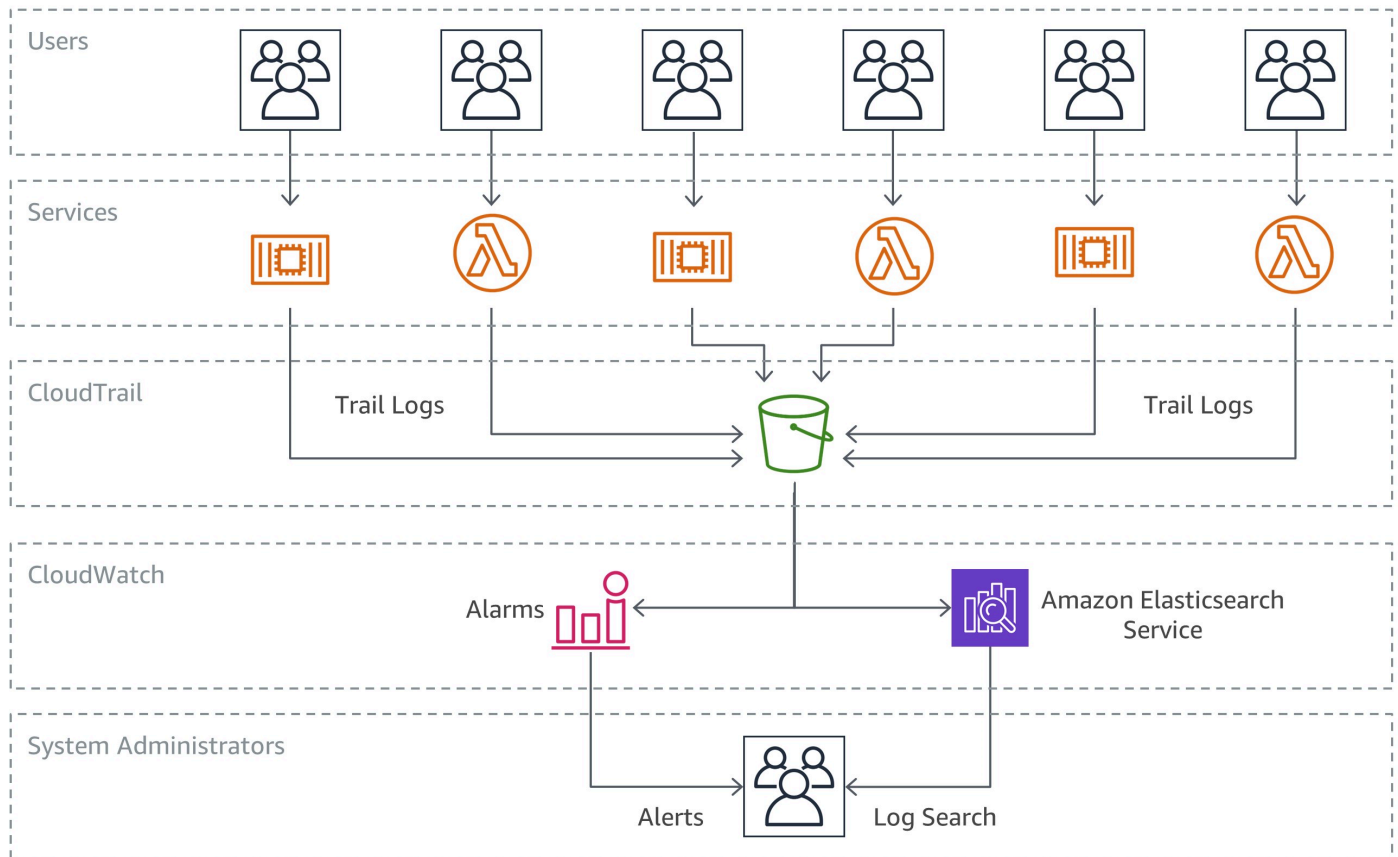 Users
Services
CloudTrail
Trail Logs
Trail Logs
CloudWatch
Alarms
Amazon Elasticsearch
Service
System Administrators
Alerts
Log Search